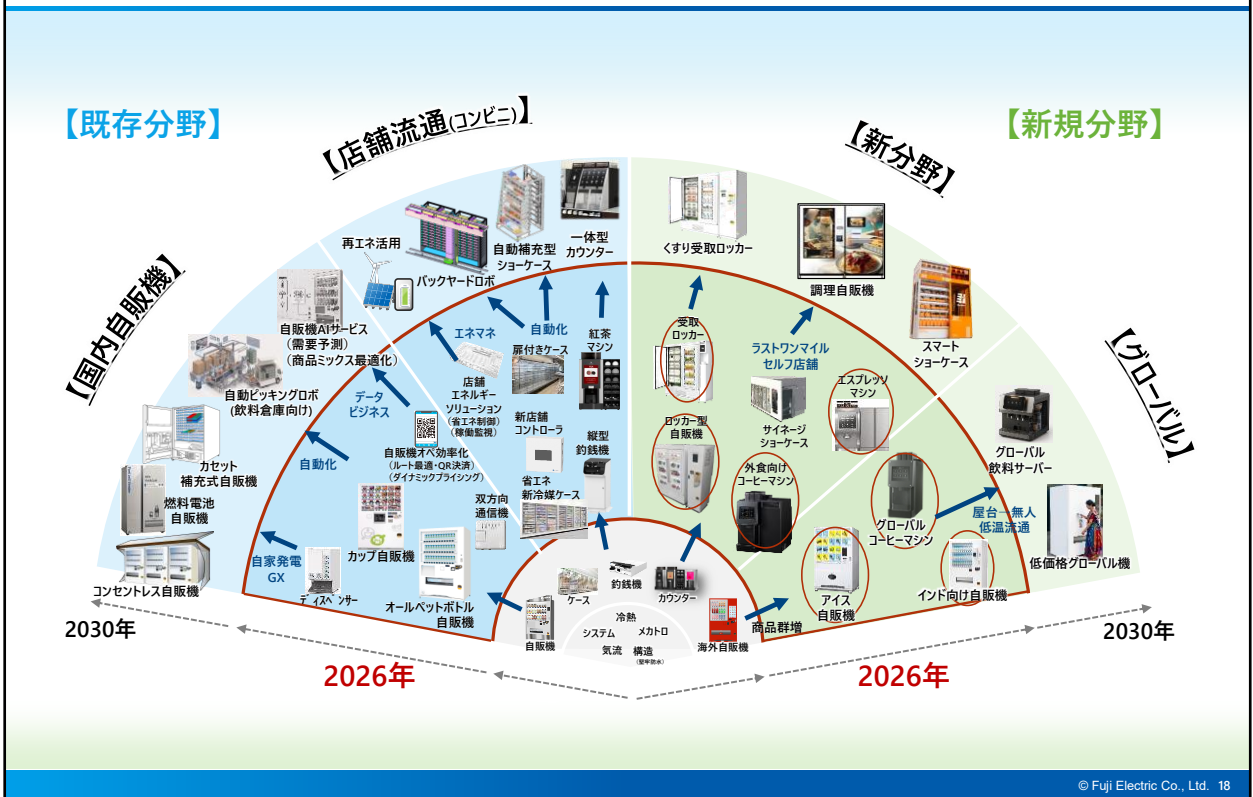 【既存分野】
【店舗流通(コンビニ)】
【新分野】
【新規分野】
【国内自販機】
【グローバル】
再エネ活用
バックヤードロボ
自動補充型
ショーケース
一体型
カウンター
自販機AIサービス
(需要予測)
(商品ミックス最適化)
自動ピッキングロボ
(飲料倉庫向け)
カセット
補充式自販機
燃料電池
自販機
コンセントレス自販機
エネマネ
自動化
紅茶
マシン
扉付きケース
店舗
エネルギー
ソリューション
(省エネ制御)
(稼働監視)
データ
ビジネス
自販機オペ効率化
(ルート最適・QR決済)
(ダイナミックプライシング)
新店舗
コントローラ
縦型
釣銭機
省エネ
新冷媒ケース
双方向
通信機
自動化
カップ自販機
自家発電
GX
ディスペンサー
オールペットボトル
自販機
自販機
ケース
釣銭機
カウンター
海外自販機
冷熱
システム
メカトロ
気流
構造
(堅牢防水)
くすり受取ロッカー
調理自販機
スマート
ショーケース
受取
ロッカー
ラストワンマイル
セルフ店舗
エスプレッソ
マシン
ロッカー型
自販機
サイネージ
ショーケース
外食向け
コーヒーマシン
グローバル
飲料サーバー
グローバル
コーヒーマシン
屋台→無人
低温流通
低価格グローバル機
商品群増
アイス
自販機
インド向け自販機
2030年
2026年
2026年
2030年
© Fuji Electric Co., Ltd. 18